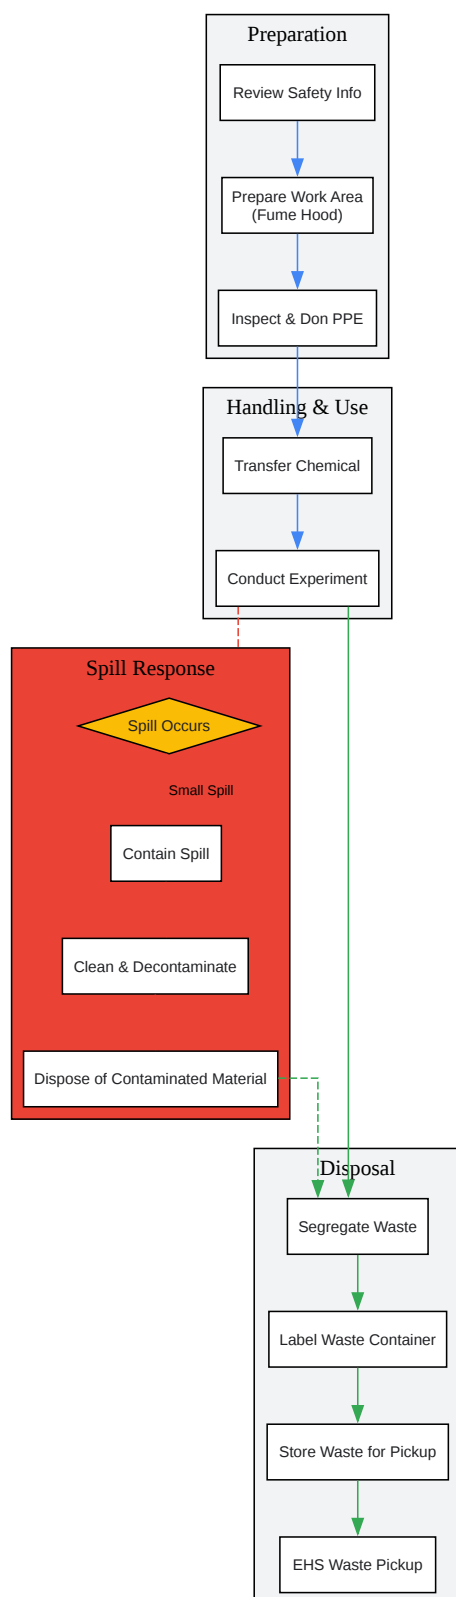 Preparation
Review Safety Info
Prepare Work Area
(Fume Hood)
Inspect & Don PPE
Handling & Use
Transfer Chemical
Conduct Experiment
Spill Response
Spill Occurs
Small Spill
Contain Spill
Clean & Decontaminate
Dispose of Contaminated Material
Disposal
Segregate Waste
Label Waste Container
Store Waste for Pickup
EHS Waste Pickup